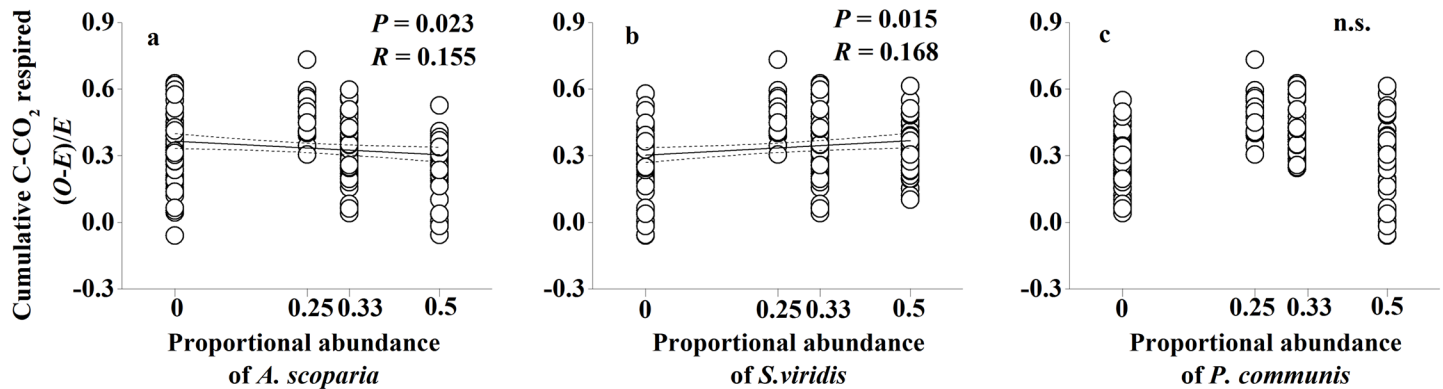 Cumulative C-CO₂ respired
(O-E)/E
0.9
0.6
0.3
0.0
-0.3
a
P = 0.023
R = 0.155
0 0.25 0.33 0.5
Proportional abundance
of A. scoparia
0.9
0.6
0.3
0.0
-0.3
b
P = 0.015
R = 0.168
0 0.25 0.33 0.5
Proportional abundance
of S.viridis
0.9
0.6
0.3
0.0
-0.3
c
n.s.
0 0.25 0.33 0.5
Proportional abundance
of P. communis